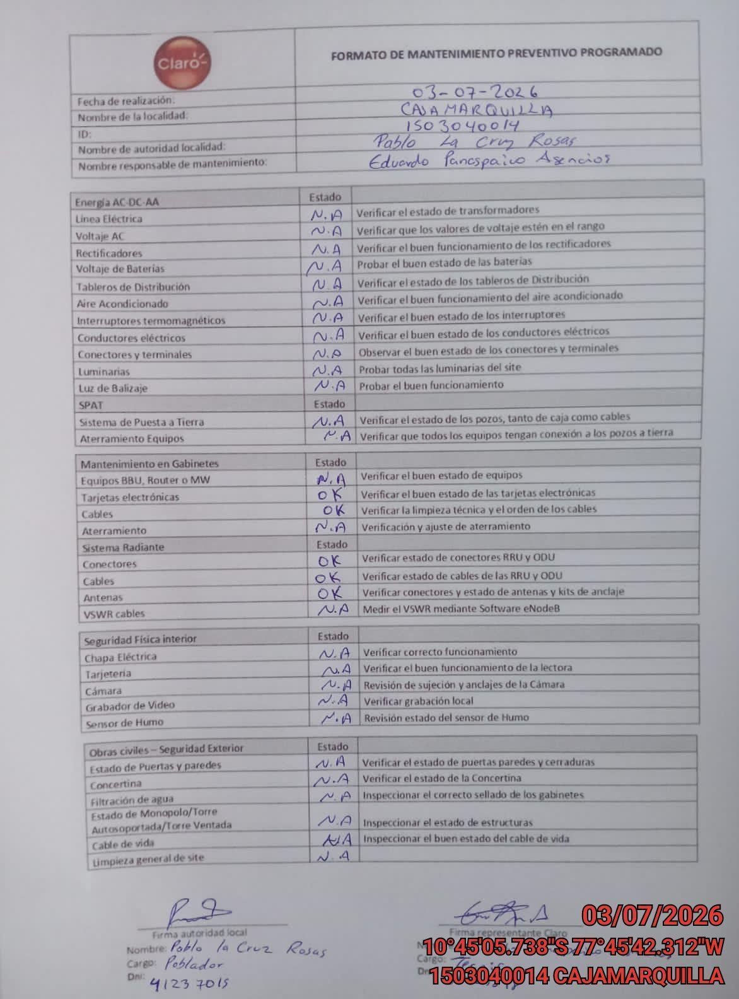 Claro
FORMATO DE MANTENIMIENTO PREVENTIVO PROGRAMADO
Fecha de realización: 03-07-2026
Nombre de la localidad: CAJAMARQUILLA
ID: 1503040014
Nombre de autoridad localidad: Pablo La Cruz Rosas
Nombre responsable de mantenimiento: Eduardo Asencios
Energía AC-DC-AA Estado
Línea Eléctrica N.A Verificar el estado de transformadores
Voltaje AC N.A Verificar que los valores de voltaje estén en el rango
Rectificadores N.A Verificar el buen funcionamiento de los rectificadores
Voltaje de Baterías N.A Probar el buen estado de las baterías
Tableros de Distribución N.A Verificar el estado de los tableros de Distribución
Aire Acondicionado N.A Verificar el buen funcionamiento del aire acondicionado
Interruptores termomagnéticos N.A Verificar el buen estado de los interruptores
Conductores eléctricos N.A Verificar el buen estado de los conductores eléctricos
Conectores y terminales N.A Observar el buen estado de los conectores y terminales
Luminarias N.A Probar todas las luminarias del site
Luz de Balizaje N.A Probar el buen funcionamiento
SPAT Estado
Sistema de Puesta a Tierra N.A Verificar el estado de los pozos, tanto de caja como cables
Aterramiento Equipos N.A Verificar que todos los equipos tengan conexión a los pozos a tierra
Mantenimiento en Gabinetes Estado
Equipos BBU, Router o MW N.A Verificar el buen estado de equipos
Tarjetas electrónicas OK Verificar el buen estado de las tarjetas electrónicas
Cables OK Verificar la limpieza técnica y el orden de los cables
Aterramiento N.A Verificación y ajuste de aterramiento
Sistema Radiante Estado
Conectores OK Verificar estado de conectores RRU y ODU
Cables OK Verificar estado de cables de las RRU y ODU
Antenas OK Verificar conectores y estado de antenas y kits de anclaje
VSWR cables N.A Medir el VSWR mediante Software eNodeB
Seguridad Física interior Estado
Chapa Eléctrica N.A Verificar correcto funcionamiento
Tarjetería N.A Verificar el buen funcionamiento de la lectora
Cámara N.A Revisión de sujeción y anclajes de la Cámara
Grabador de Video N.A Verificar grabación local
Sensor de Humo N.A Revisión estado del sensor de Humo
Obras civiles – Seguridad Exterior Estado
Estado de Puertas y paredes N.A Verificar el estado de puertas paredes y cerraduras
Concertina N.A Verificar el estado de la Concertina
Filtración de agua N.A Inspeccionar el correcto sellado de los gabinetes
Estado de Monopolo/Torre
Autosoportada/Torre Ventada N.A Inspeccionar el estado de estructuras
Cable de vida N/A Inspeccionar el buen estado del cable de vida
Limpieza general de site N.A
Firma autoridad local
Nombre: Pablo la Cruz Rosas
Cargo: Poblador
Dni: 41237015
Firma representante Claro
Cargo:
03/07/2026
10°45'05.738"S 77°45'42.312"W
1503040014 CAJAMARQUILLA